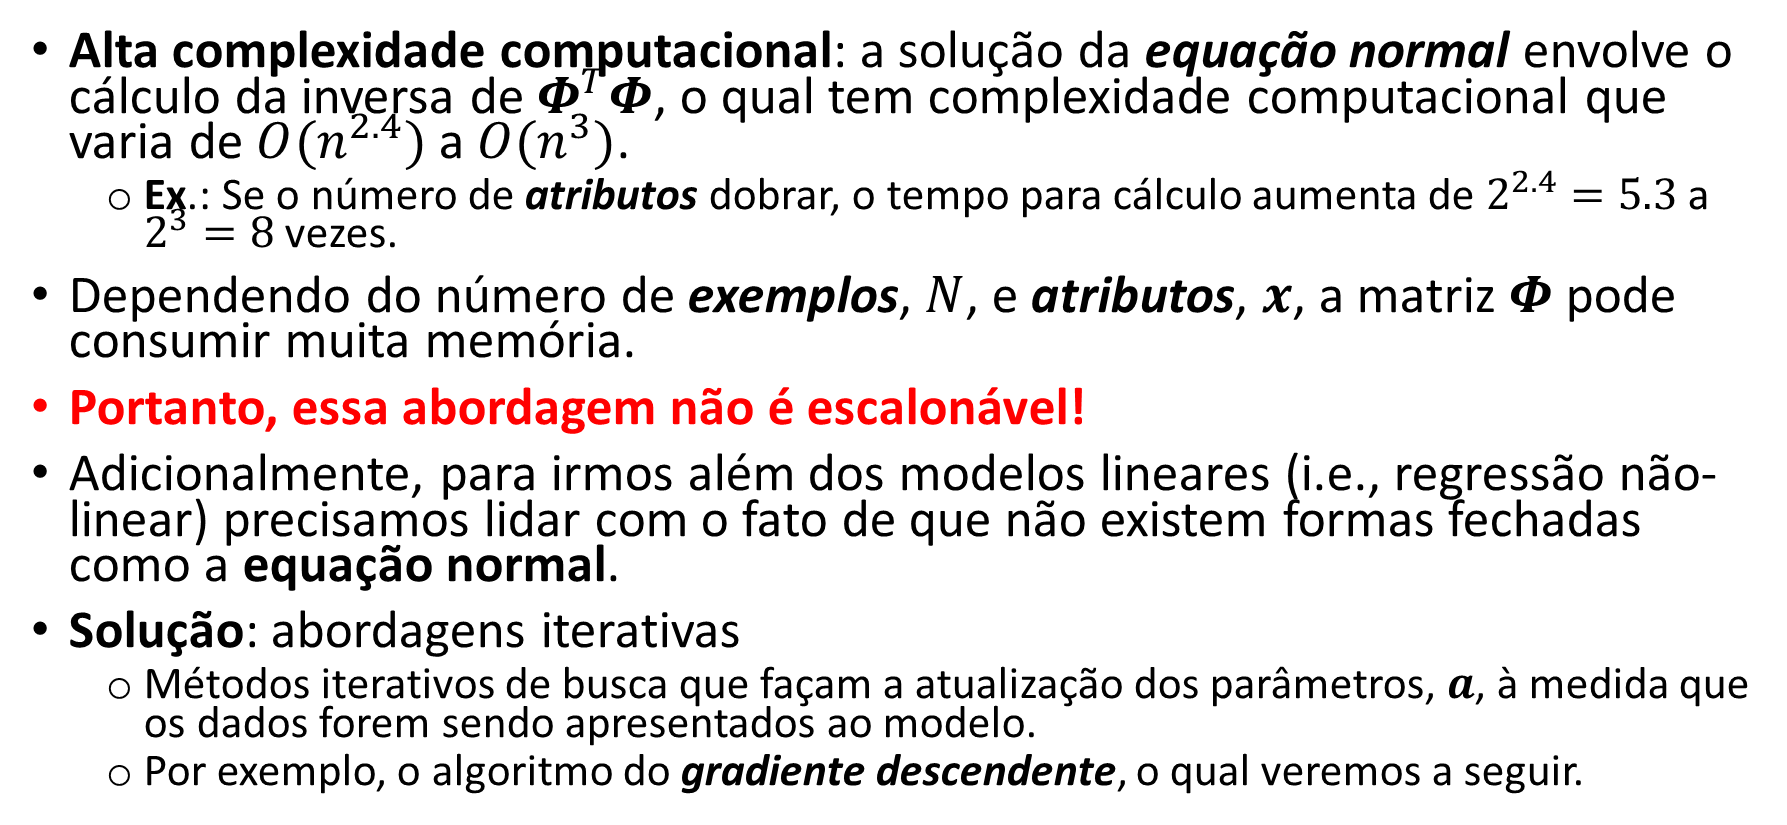 • Alta complexidade computacional: a solução da equação normal envolve o
cálculo da inversa de Φᵀ Φ, o qual tem complexidade computacional que
varia de O(n^2.4) a O(n^3).
○ Ex.: Se o número de atributos dobrar, o tempo para cálculo aumenta de 2^2.4 = 5.3 a
2^3 = 8 vezes.
• Dependendo do número de exemplos, N, e atributos, x, a matriz Φ pode
consumir muita memória.
• Portanto, essa abordagem não é escalonável!
• Adicionalmente, para irmos além dos modelos lineares (i.e., regressão não-
linear) precisamos lidar com o fato de que não existem formas fechadas
como a equação normal.
• Solução: abordagens iterativas
○ Métodos iterativos de busca que façam a atualização dos parâmetros, a, à medida que
os dados forem sendo apresentados ao modelo.
○ Por exemplo, o algoritmo do gradiente descendente, o qual veremos a seguir.